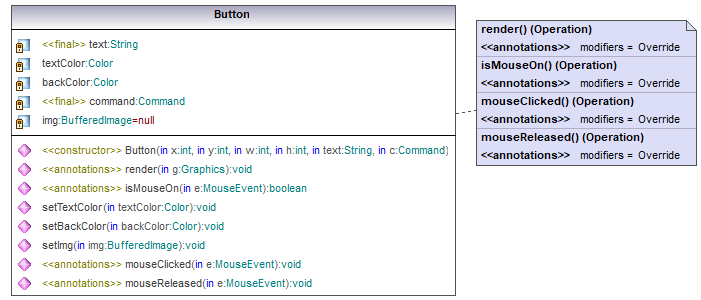 Button
<<final>> text:String
textColor:Color
backColor:Color
<<final>> command:Command
img:BufferedImage=null
<<constructor>> Button(in x:int, in y:int, in w:int, in h:int, in text:String, in c:Command)
<<annotations>> render(in g:Graphics):void
<<annotations>> isMouseOn(in e:MouseEvent):boolean
setTextColor(in textColor:Color):void
setBackColor(in backColor:Color):void
setImg(in img:BufferedImage):void
<<annotations>> mouseClicked(in e:MouseEvent):void
<<annotations>> mouseReleased(in e:MouseEvent):void
render() (Operation)
<<annotations>> modifiers = Override
isMouseOn() (Operation)
<<annotations>> modifiers = Override
mouseClicked() (Operation)
<<annotations>> modifiers = Override
mouseReleased() (Operation)
<<annotations>> modifiers = Override